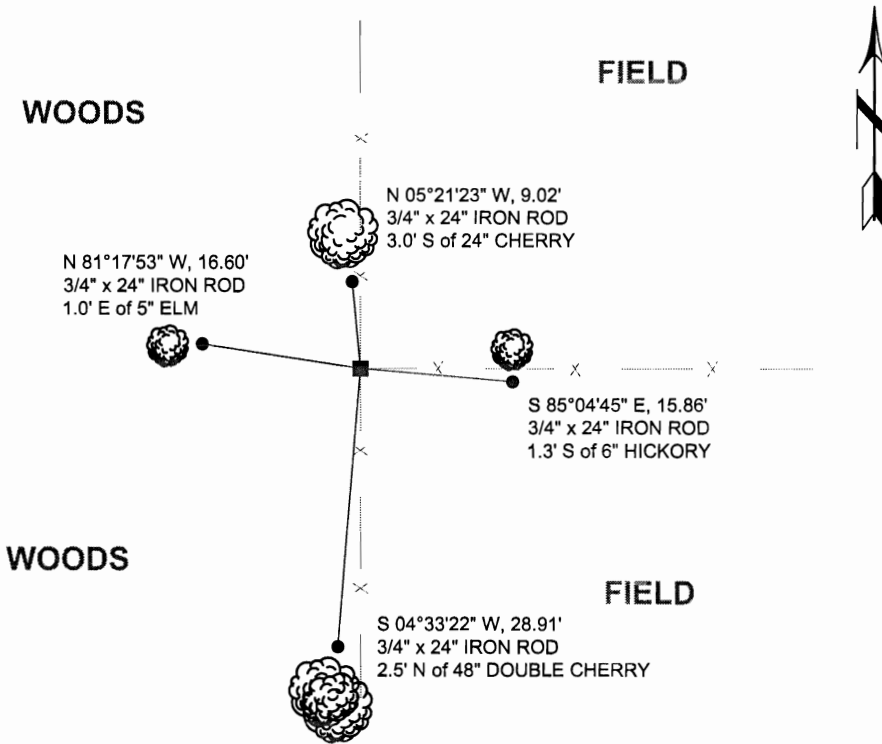 FIELD
WOODS
N 05°21'23" W, 9.02'
3/4" x 24" IRON ROD
3.0' S of 24" CHERRY
N 81°17'53" W, 16.60'
3/4" x 24" IRON ROD
1.0' E of 5" ELM
S 85°04'45" E, 15.86'
3/4" x 24" IRON ROD
1.3' S of 6" HICKORY
WOODS
FIELD
S 04°33'22" W, 28.91'
3/4" x 24" IRON ROD
2.5' N of 48" DOUBLE CHERRY
N